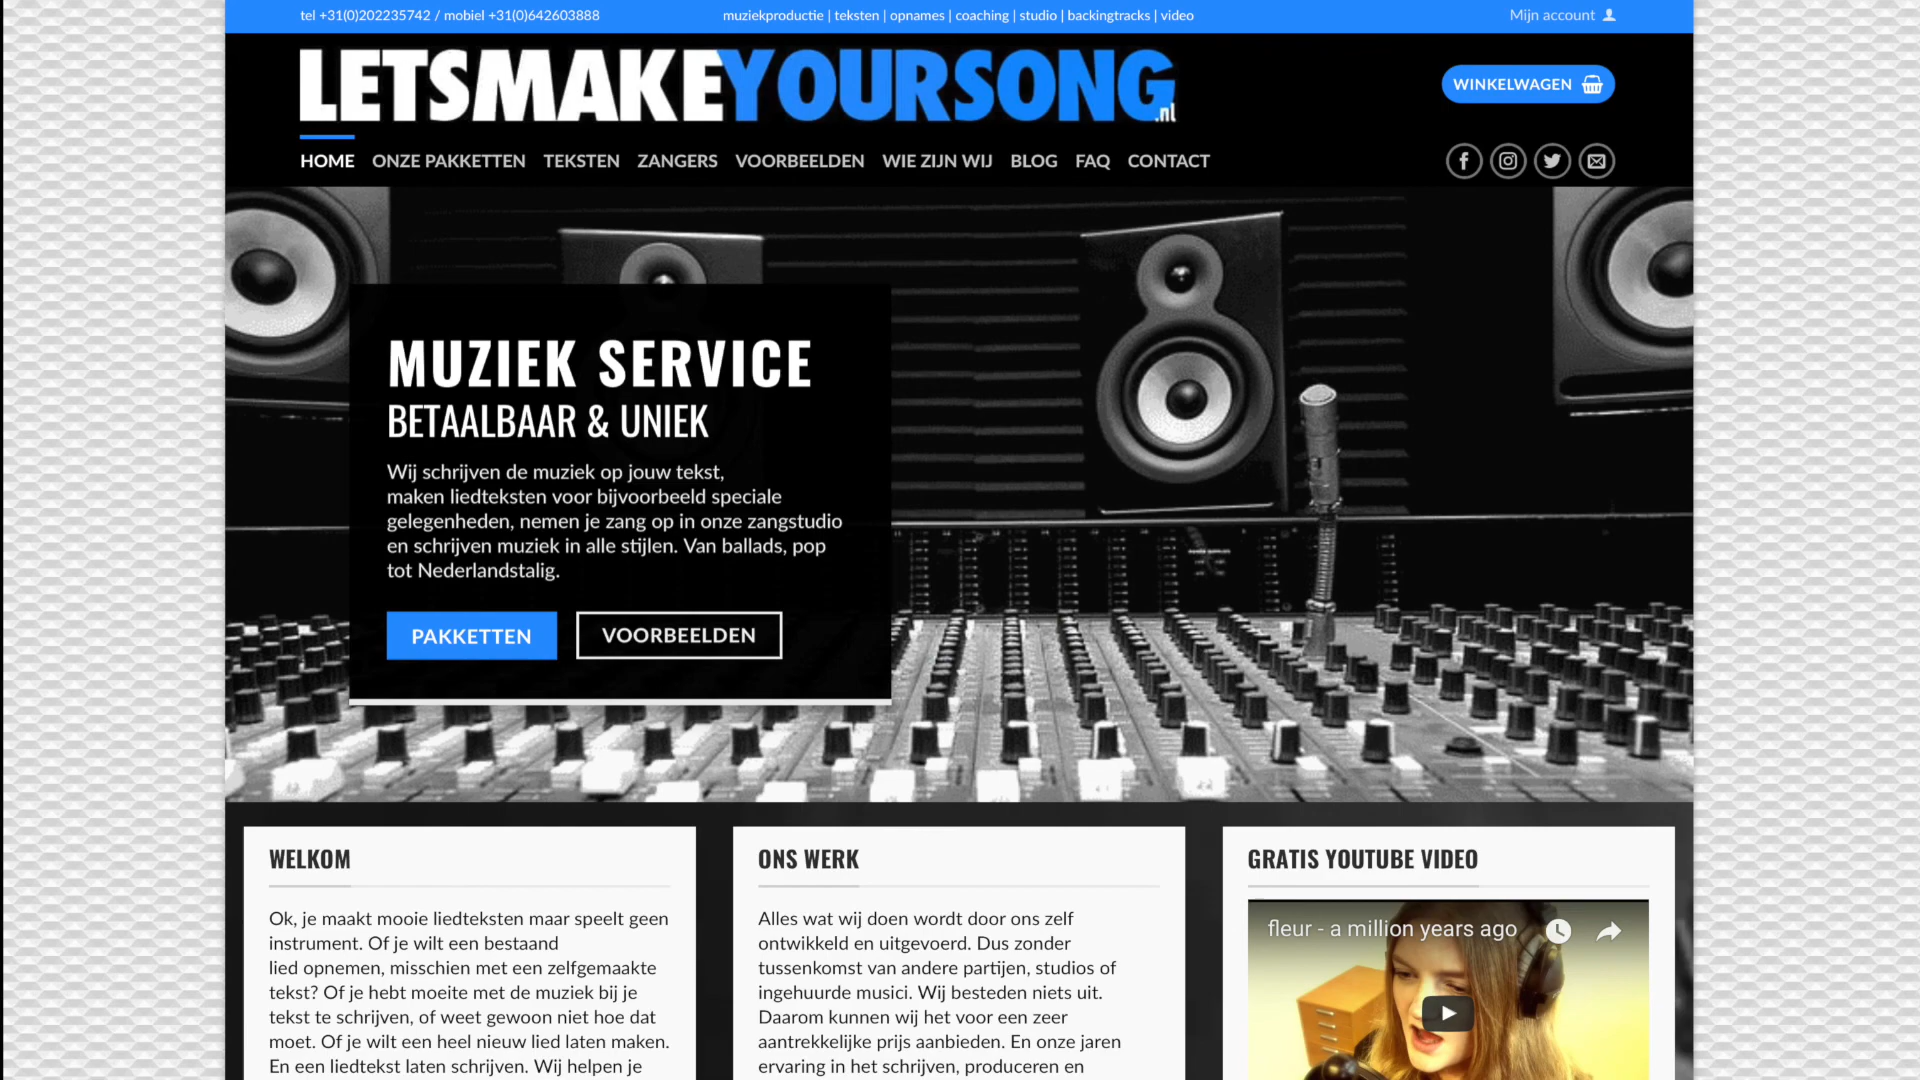 tel +31(0)202235742 / mobiel +31(0)642603888
muziekproductie | teksten | opnames | coaching | studio | backingtracks | video
Mijn account
LETSMAKEYOURSONG.nl
WINKELWAGEN
HOME ONZE PAKKETTEN TEKSTEN ZANGERS VOORBEELDEN WIE ZIJN WIJ BLOG FAQ CONTACT
MUZIEK SERVICE
BETAALBAAR & UNIEK
Wij schrijven de muziek op jouw tekst,
maken liedteksten voor bijvoorbeeld speciale
gelegenheden, nemen je zang op in onze zangstudio
en schrijven muziek in alle stijlen. Van ballads, pop
tot Nederlandstalig.
PAKKETTEN
VOORBEELDEN
WELKOM
Ok, je maakt mooie liedteksten maar speelt geen
instrument. Of je wilt een bestaand
lied opnemen, misschien met een zelfgemaakte
tekst? Of je hebt moeite met de muziek bij je
tekst te schrijven, of weet gewoon niet hoe dat
moet. Of je wilt een heel nieuw lied laten maken.
En een liedtekst laten schrijven. Wij helpen je
ONS WERK
Alles wat wij doen wordt door ons zelf
ontwikkeld en uitgevoerd. Dus zonder
tussenkomst van andere partijen, studios of
ingehuurde musici. Wij besteden niets uit.
Daarom kunnen wij het voor een zeer
aantrekkelijke prijs aanbieden. En onze jaren
ervaring in het schrijven, produceren en
GRATIS YOUTUBE VIDEO
fleur - a million years ago